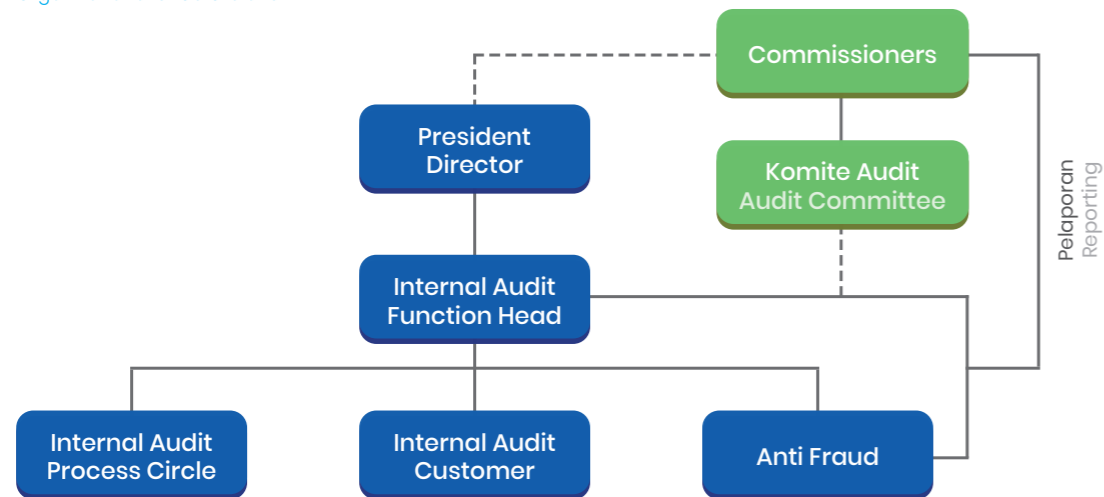 Commissioners
President
Director
Komite Audit
Audit Committee
Pelaporan
Reporting
Internal Audit
Function Head
Internal Audit
Process Circle
Internal Audit
Customer
Anti Fraud